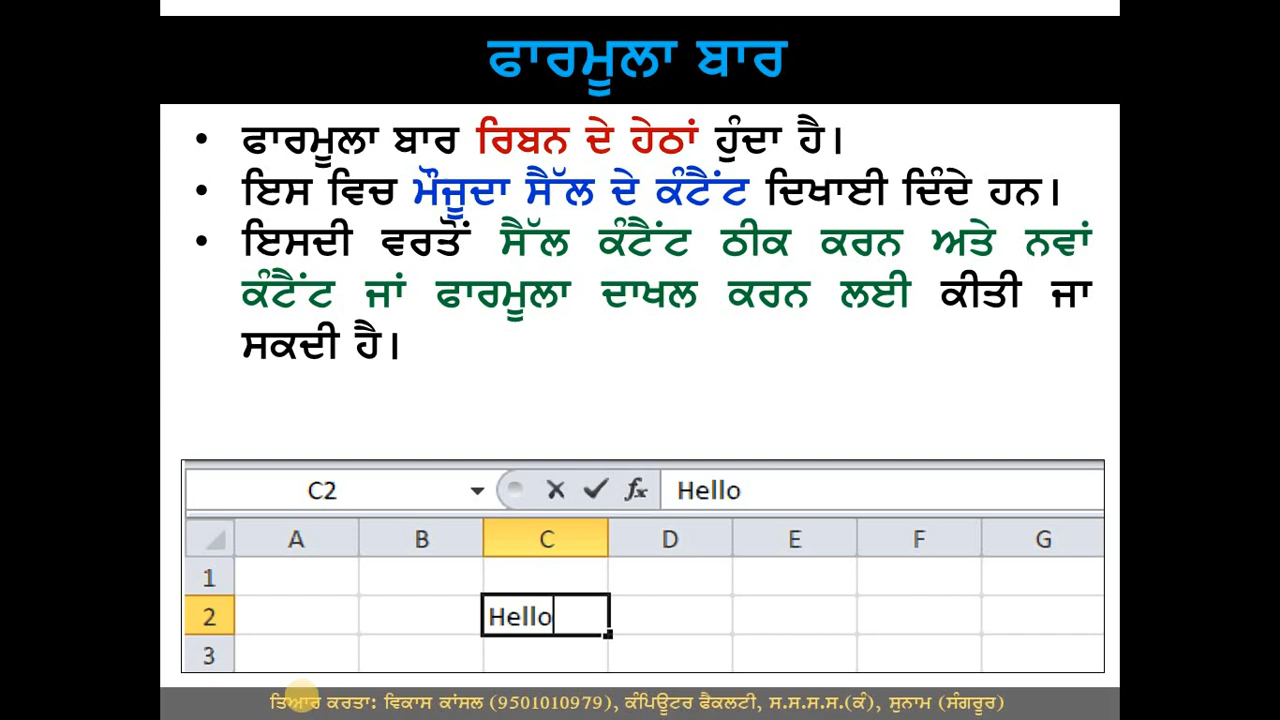 ਫਾਰਮੂਲਾ ਬਾਰ
• ਫਾਰਮੂਲਾ ਬਾਰ ਰਿਬਨ ਦੇ ਹੇਠਾਂ ਹੁੰਦਾ ਹੈ।
• ਇਸ ਵਿਚ ਮੌਜੂਦਾ ਸੈੱਲ ਦੇ ਕੰਟੈਂਟ ਦਿਖਾਈ ਦਿੰਦੇ ਹਨ।
• ਇਸਦੀ ਵਰਤੋਂ ਸੈੱਲ ਕੰਟੈਂਟ ਠੀਕ ਕਰਨ ਅਤੇ ਨਵਾਂ
ਕੰਟੈਂਟ ਜਾਂ ਫਾਰਮੂਲਾ ਦਾਖਲ ਕਰਨ ਲਈ ਕੀਤੀ ਜਾ
ਸਕਦੀ ਹੈ।
C2 fx Hello
A B C D E F G
1
2 Hello
3
ਤਿਆਰ ਕਰਤਾ: ਵਿਕਾਸ ਕਾਂਸਲ (9501010979), ਕੰਪਿਊਟਰ ਫੈਕਲਟੀ, ਸ.ਸ.ਸ.ਸ.(ਕੰ), ਸੁਨਾਮ (ਸੰਗਰੂਰ)